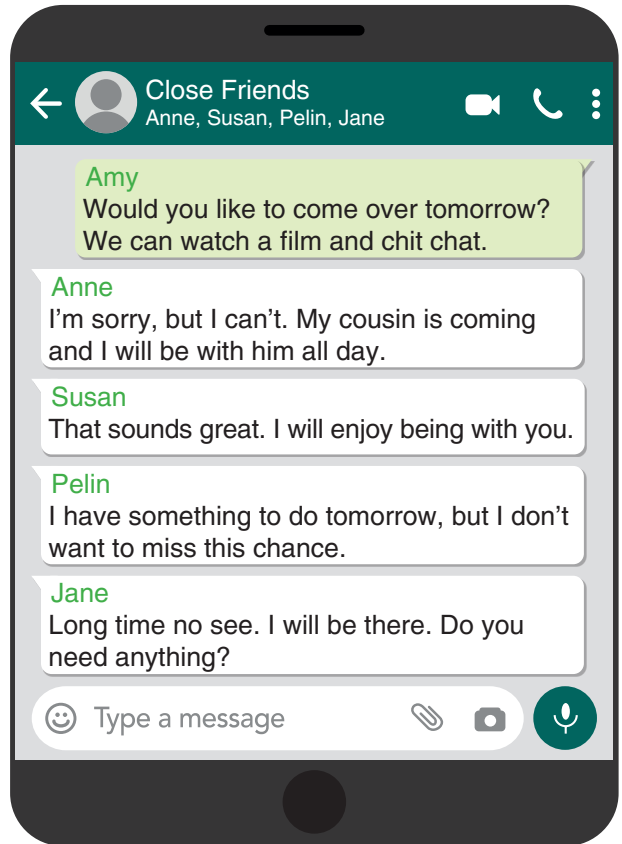 Close Friends
Anne, Susan, Pelin, Jane
Amy
Would you like to come over tomorrow?
We can watch a film and chit chat.
Anne
I'm sorry, but I can't. My cousin is coming
and I will be with him all day.
Susan
That sounds great. I will enjoy being with you.
Pelin
I have something to do tomorrow, but I don't
want to miss this chance.
Jane
Long time no see. I will be there. Do you
need anything?
Type a message